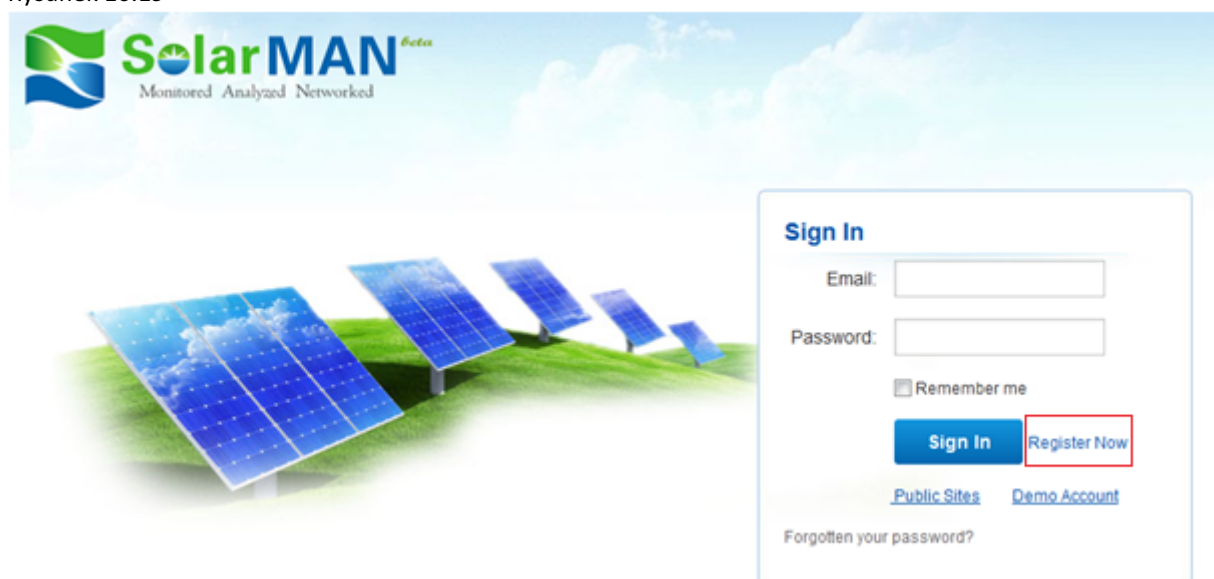 SolarMAN beta
Monitored Analyzed Networked
Sign In
Email:
Password:
Remember me
Sign In Register Now
Public Sites Demo Account
Forgotten your password?